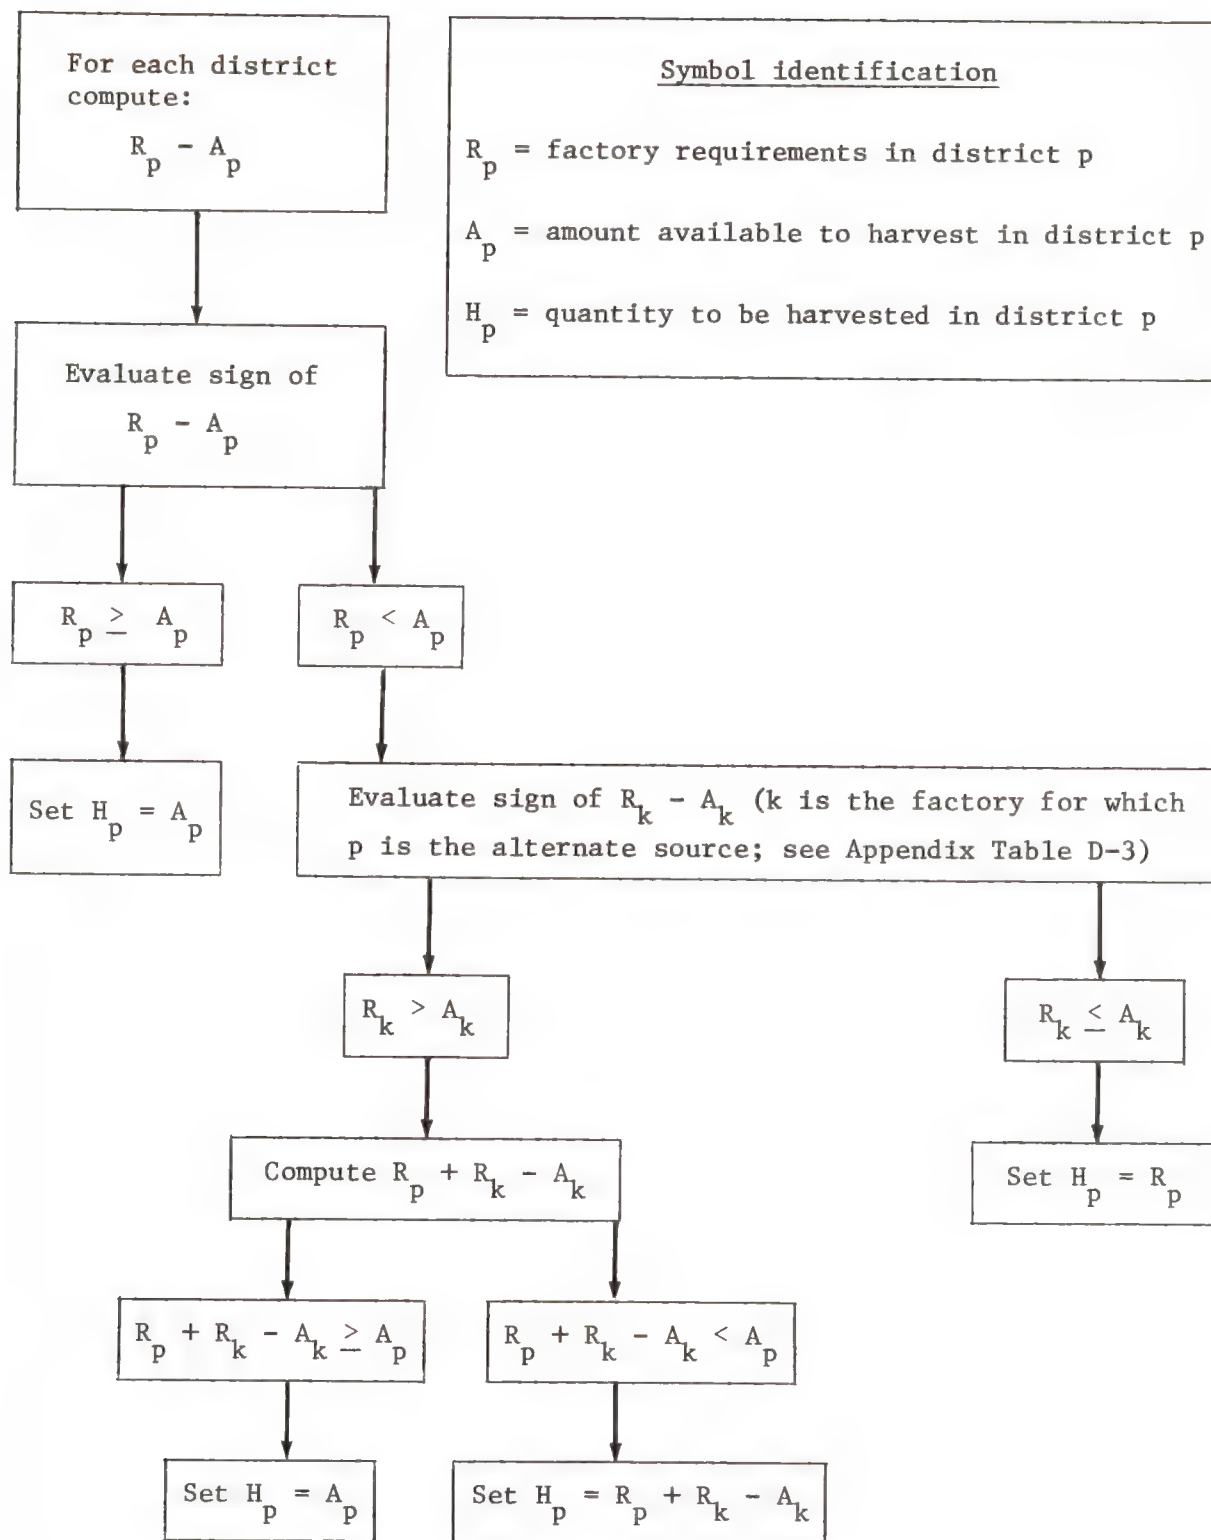 For each district
compute:
R_p - A_p
Symbol identification
R_p = factory requirements in district p
A_p = amount available to harvest in district p
H_p = quantity to be harvested in district p
Evaluate sign of
R_p - A_p
R_p ≥ A_p
R_p < A_p
Set H_p = A_p
Evaluate sign of R_k - A_k (k is the factory for which
p is the alternate source; see Appendix Table D-3)
R_k > A_k
R_k ≤ A_k
Compute R_p + R_k - A_k
Set H_p = R_p
R_p + R_k - A_k ≥ A_p
R_p + R_k - A_k < A_p
Set H_p = A_p
Set H_p = R_p + R_k - A_k